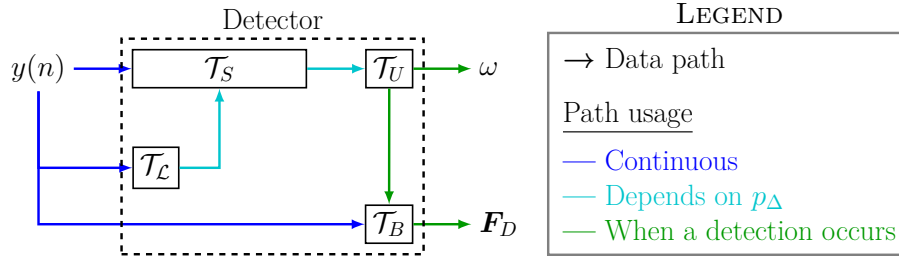 Detector
y(n)
𝒯_S
𝒯_U
ω
𝒯_ℒ
𝒯_B
𝑭_D
LEGEND
Data path
Path usage
Continuous
Depends on p_Δ
When a detection occurs